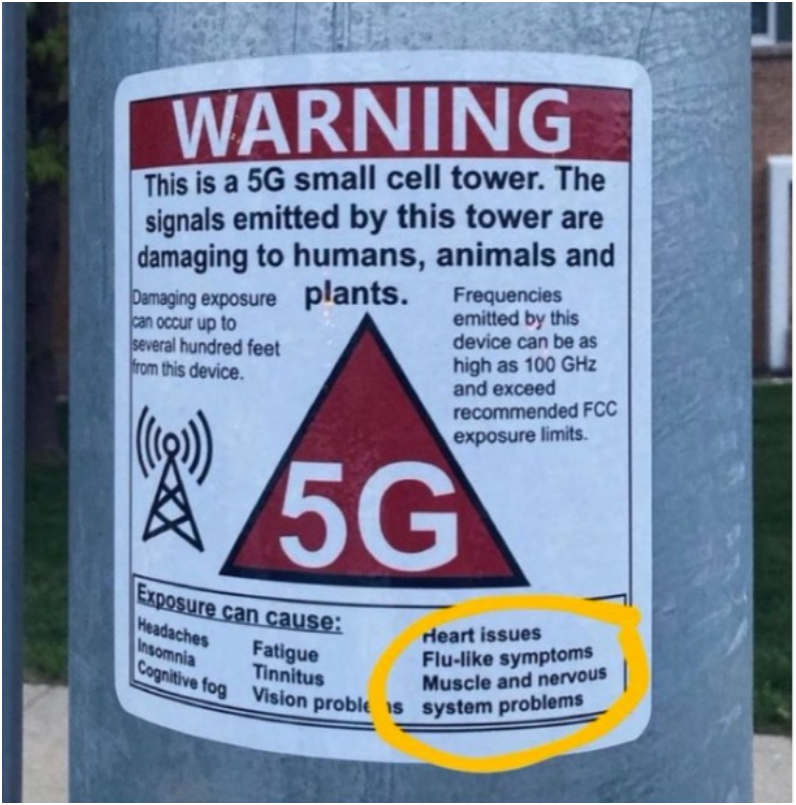 WARNING
This is a 5G small cell tower. The
signals emitted by this tower are
damaging to humans, animals and
plants.
Damaging exposure
can occur up to
several hundred feet
from this device.
Frequencies
emitted by this
device can be as
high as 100 GHz
and exceed
recommended FCC
exposure limits.
5G
Exposure can cause:
Headaches
Insomnia
Cognitive fog
Fatigue
Tinnitus
Vision problems
Heart issues
Flu-like symptoms
Muscle and nervous
system problems